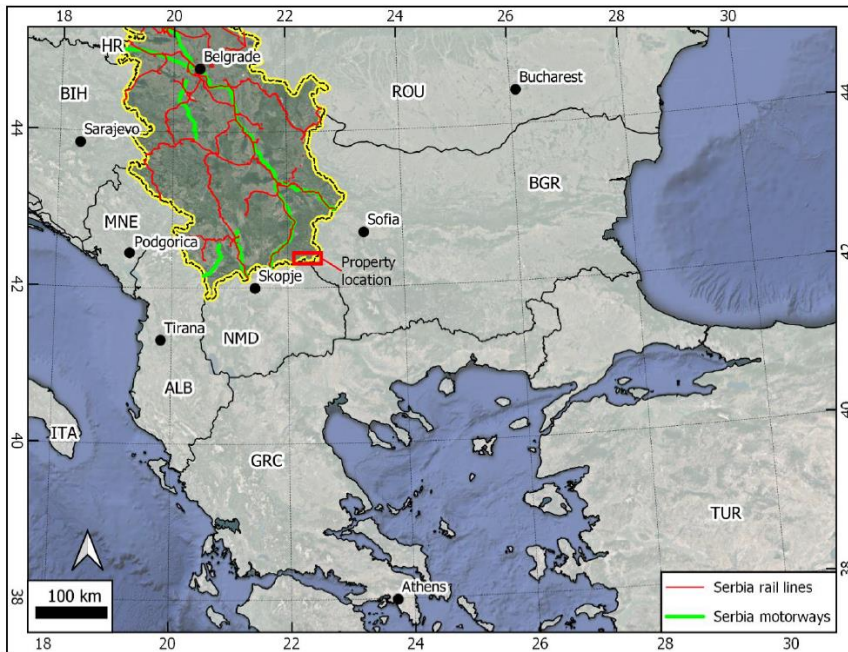 20
22
24
26
28
30
HR
Belgrade
Bucharest
ROU
BIH
44
44
Sarajevo
BGR
MNE
Sofia
Podgorica
Property
location
Skopje
42
42
Tirana
NMD
ALB
ITA
40
40
GRC
TUR
100 km
Athens
38
38
Serbia rail lines
Serbia motorways
18
20
22
24
26
28
30